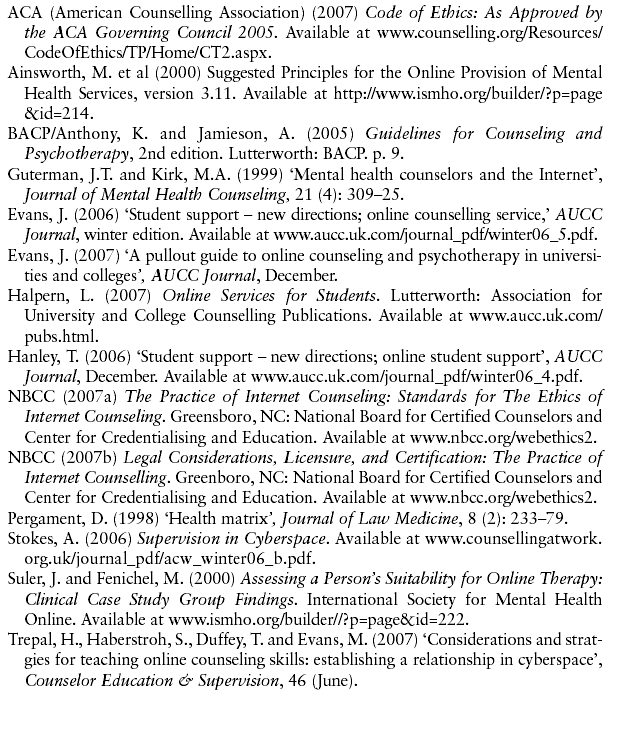 ACA (American Counselling Association) (2007) Code of Ethics: As Approved by
the ACA Governing Council 2005. Available at www.counselling.org/Resources/
CodeOfEthics/TP/Home/CT2.aspx.
Ainsworth, M. et al (2000) Suggested Principles for the Online Provision of Mental
Health Services, version 3.11. Available at http://www.ismho.org/builder/?p=page
&id=214.
BACP/Anthony, K. and Jamieson, A. (2005) Guidelines for Counseling and
Psychotherapy, 2nd edition. Lutterworth: BACP. p. 9.
Guterman, J.T. and Kirk, M.A. (1999) ‘Mental health counselors and the Internet’,
Journal of Mental Health Counseling, 21 (4): 309–25.
Evans, J. (2006) ‘Student support – new directions; online counselling service,’ AUCC
Journal, winter edition. Available at www.aucc.uk.com/journal_pdf/winter06_5.pdf.
Evans, J. (2007) ‘A pullout guide to online counseling and psychotherapy in universi-
ties and colleges’, AUCC Journal, December.
Halpern, L. (2007) Online Services for Students. Lutterworth: Association for
University and College Counselling Publications. Available at www.aucc.uk.com/
pubs.html.
Hanley, T. (2006) ‘Student support – new directions; online student support’, AUCC
Journal, December. Available at www.aucc.uk.com/journal_pdf/winter06_4.pdf.
NBCC (2007a) The Practice of Internet Counseling: Standards for The Ethics of
Internet Counseling. Greensboro, NC: National Board for Certified Counselors and
Center for Credentialising and Education. Available at www.nbcc.org/webethics2.
NBCC (2007b) Legal Considerations, Licensure, and Certification: The Practice of
Internet Counselling. Greenboro, NC: National Board for Certified Counselors and
Center for Credentialising and Education. Available at www.nbcc.org/webethics2.
Pergament, D. (1998) ‘Health matrix’, Journal of Law Medicine, 8 (2): 233–79.
Stokes, A. (2006) Supervision in Cyberspace. Available at www.counsellingatwork.
org.uk/journal_pdf/acw_winter06_b.pdf.
Suler, J. and Fenichel, M. (2000) Assessing a Person’s Suitability for Online Therapy:
Clinical Case Study Group Findings. International Society for Mental Health
Online. Available at www.ismho.org/builder//?p=page&id=222.
Trepal, H., Haberstroh, S., Duffey, T. and Evans, M. (2007) ‘Considerations and strat-
gies for teaching online counseling skills: establishing a relationship in cyberspace’,
Counselor Education & Supervision, 46 (June).